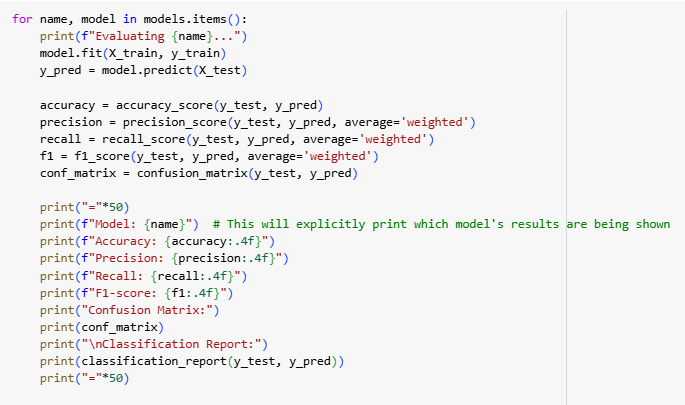 for name, model in models.items():
    print(f"Evaluating {name}...")
    model.fit(X_train, y_train)
    y_pred = model.predict(X_test)

    accuracy = accuracy_score(y_test, y_pred)
    precision = precision_score(y_test, y_pred, average='weighted')
    recall = recall_score(y_test, y_pred, average='weighted')
    f1 = f1_score(y_test, y_pred, average='weighted')
    conf_matrix = confusion_matrix(y_test, y_pred)

    print("="*50)
    print(f"Model: {name}")  # This will explicitly print which model's results are being shown
    print(f"Accuracy: {accuracy:.4f}")
    print(f"Precision: {precision:.4f}")
    print(f"Recall: {recall:.4f}")
    print(f"F1-score: {f1:.4f}")
    print("Confusion Matrix:")
    print(conf_matrix)
    print("\nClassification Report:")
    print(classification_report(y_test, y_pred))
    print("="*50)